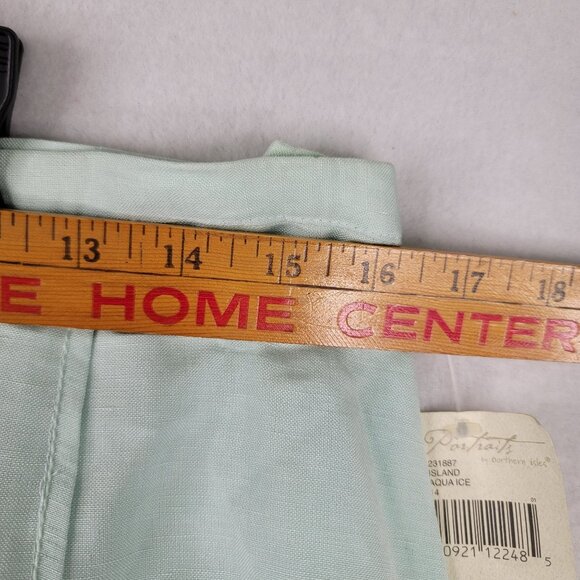 13 14 15 16 17 18
E HOME CENTER
Portraits
by northern isles®
231887
ISLAND
AQUA ICE
4
0921 12248 5